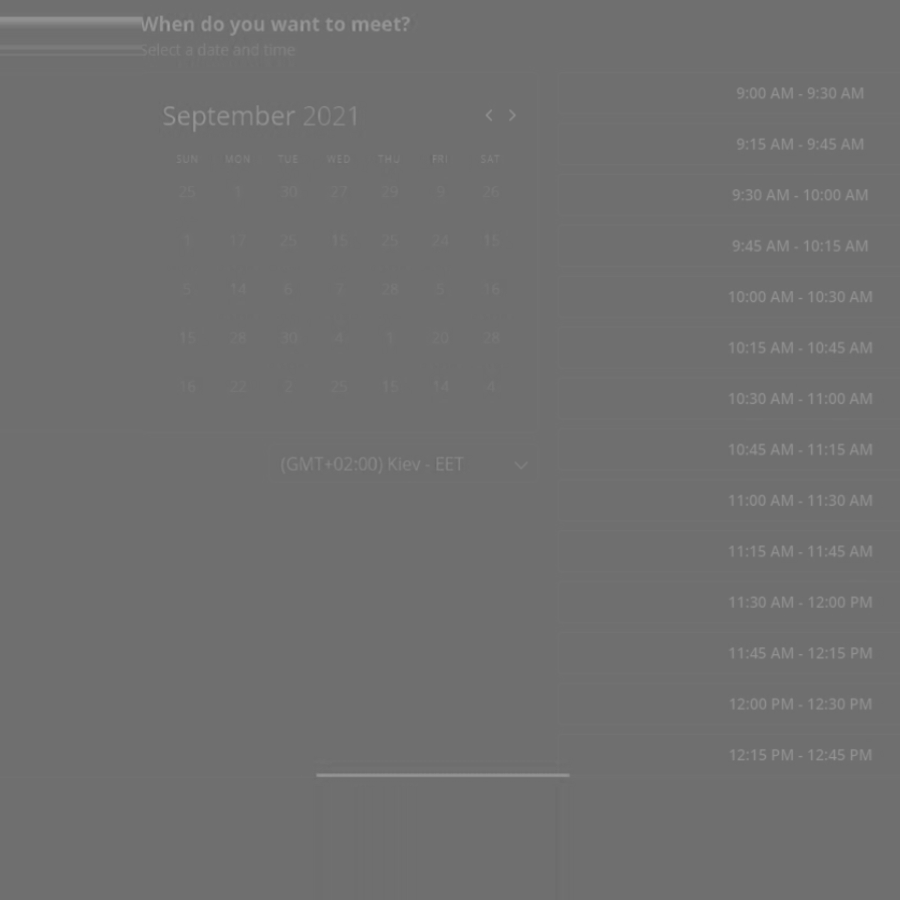 When do you want to meet?
Select a date and time
September 2021
SUN MON TUE WED THU FRI SAT
25 1 30 27 29 9 26
1 12 25 15 25 24 15
5 14 6 7 28 5 16
15 28 30 4 1 20 28
16 22 2 25 15 14 4
(GMT+02:00) Kiev - EET
9:00 AM - 9:30 AM
9:15 AM - 9:45 AM
9:30 AM - 10:00 AM
9:45 AM - 10:15 AM
10:00 AM - 10:30 AM
10:15 AM - 10:45 AM
10:30 AM - 11:00 AM
10:45 AM - 11:15 AM
11:00 AM - 11:30 AM
11:15 AM - 11:45 AM
11:30 AM - 12:00 PM
11:45 AM - 12:15 PM
12:00 PM - 12:30 PM
12:15 PM - 12:45 PM